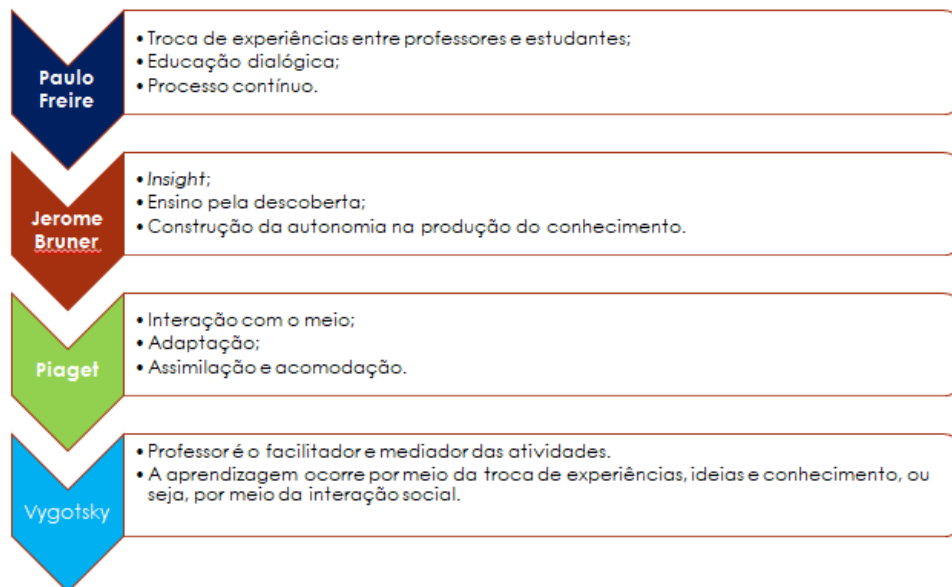 Paulo
Freire
• Troca de experiências entre professores e estudantes;
• Educação dialógica;
• Processo contínuo.
Jerome
Bruner
• Insight;
• Ensino pela descoberta;
• Construção da autonomia na produção do conhecimento.
Piaget
• Interação com o meio;
• Adaptação;
• Assimilação e acomodação.
Vygotsky
• Professor é o facilitador e mediador das atividades.
• A aprendizagem ocorre por meio da troca de experiências, ideias e conhecimento, ou
seja, por meio da interação social.